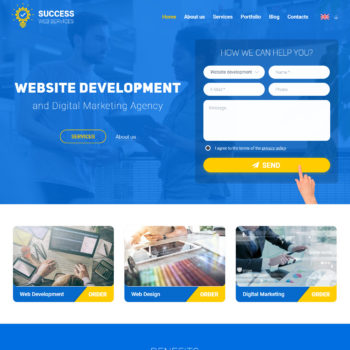 SUCCESS
WEB SERVICES
Home About us Services Portfolio Blog Contacts
HOW WE CAN HELP YOU?
Website development
Name *
E-Mail *
Phone
Message
I agree to the terms of the privacy policy
SEND
WEBSITE DEVELOPMENT
and Digital Marketing Agency
SERVICES
About us
Web Development ORDER
Web Design ORDER
Digital Marketing ORDER
BENEFITS